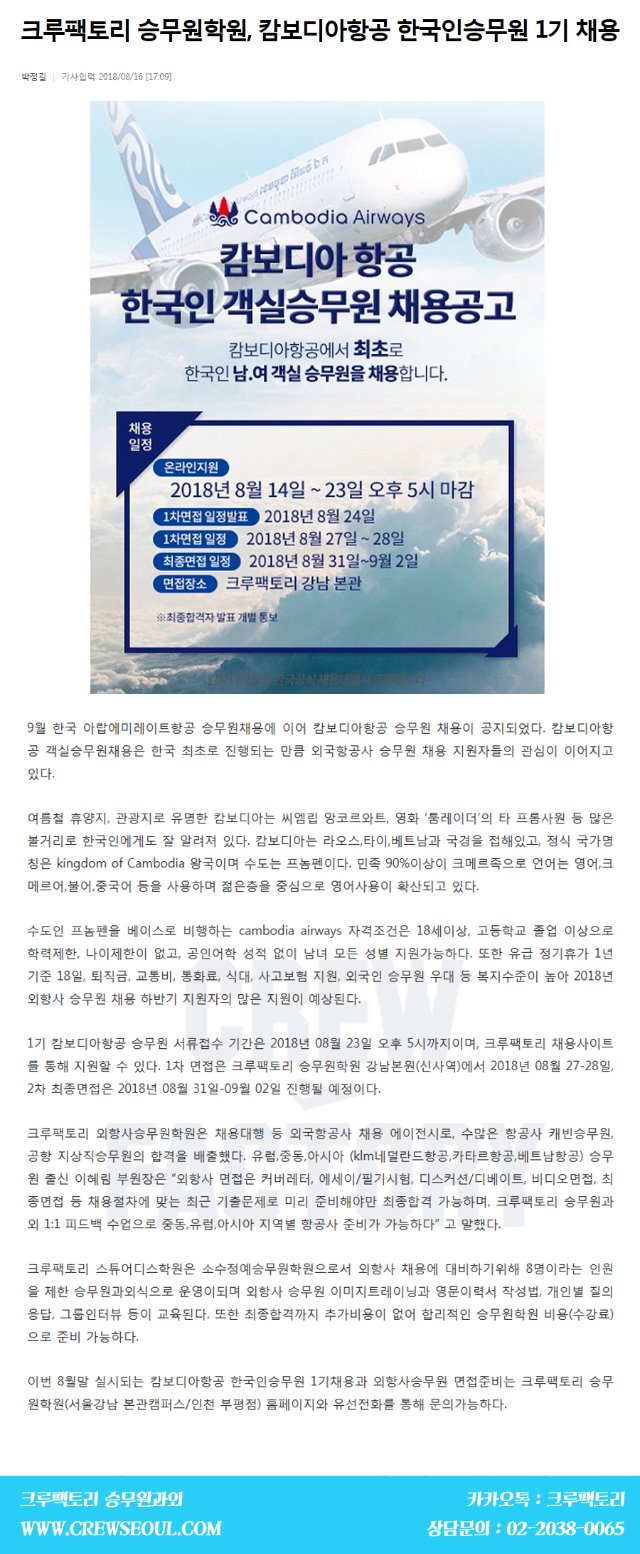 크루팩토리 승무원학원, 캄보디아항공 한국인승무원 1기 채용
박정길 | 기사입력 2018/08/16 [17:09]
Cambodia Airways
캄보디아 항공
한국인 객실승무원 채용공고
캄보디아항공에서 최초로
한국인 남.여 객실 승무원을 채용합니다.
채용
일정
온라인지원
2018년 8월 14일 ~ 23일 오후 5시 마감
1차면접 일정발표 2018년 8월 24일
1차면접 일정 2018년 8월 27일 ~ 28일
최종면접 일정 2018년 8월 31일~9월 2일
면접장소 크루팩토리 강남 본관
※최종합격자 발표 개별 통보
9월 한국 아랍에미레이트항공 승무원채용에 이어 캄보디아항공 승무원 채용이 공지되었다. 캄보디아항
공 객실승무원채용은 한국 최초로 진행되는 만큼 외국항공사 승무원 채용 지원자들의 관심이 이어지고
있다.
여름철 휴양지, 관광지로 유명한 캄보디아는 씨엠립 앙코르와트, 영화 ‘툼레이더’의 타 프롬사원 등 많은
볼거리로 한국인에게도 잘 알려져 있다. 캄보디아는 라오스,타이,베트남과 국경을 접해있고, 정식 국가명
칭은 kingdom of Cambodia 왕국이며 수도는 프놈펜이다. 민족 90%이상이 크메르족으로 언어는 영어,크
메르어,불어,중국어 등을 사용하며 젊은층을 중심으로 영어사용이 확산되고 있다.
수도인 프놈펜을 베이스로 비행하는 cambodia airways 자격조건은 18세이상, 고등학교 졸업 이상으로
학력제한, 나이제한이 없고, 공인어학 성적 없이 남녀 모든 성별 지원가능하다. 또한 유급 정기휴가 1년
기준 18일, 퇴직금, 교통비, 통화료, 식대, 사고보험 지원, 외국인 승무원 우대 등 복지수준이 높아 2018년
외항사 승무원 채용 하반기 지원자의 많은 지원이 예상된다.
1기 캄보디아항공 승무원 서류접수 기간은 2018년 08월 23일 오후 5시까지이며, 크루팩토리 채용사이트
를 통해 지원할 수 있다. 1차 면접은 크루팩토리 승무원학원 강남본원(신사역)에서 2018년 08월 27-28일,
2차 최종면접은 2018년 08월 31일-09월 02일 진행될 예정이다.
크루팩토리 외항사승무원학원은 채용대행 등 외국항공사 채용 에이전시로, 수많은 항공사 캐빈승무원,
공항 지상직승무원의 합격을 배출했다. 유럽,중동,아시아 (klm네덜란드항공,카타르항공,베트남항공) 승무
원 출신 이혜림 부원장은 “외항사 면접은 커버레터, 에세이/필기시험, 디스커션/디베이트, 비디오면접, 최
종면접 등 채용절차에 맞는 최근 기출문제로 미리 준비해야만 최종합격 가능하며, 크루팩토리 승무원과
외 1:1 피드백 수업으로 중동,유럽,아시아 지역별 항공사 준비가 가능하다” 고 말했다.
크루팩토리 스튜어디스학원은 소수정예승무원학원으로서 외항사 채용에 대비하기위해 8명이라는 인원
을 제한 승무원과외식으로 운영이되며 외항사 승무원 이미지트레이닝과 영문이력서 작성법, 개인별 질의
응답, 그룹인터뷰 등이 교육된다. 또한 최종합격까지 추가비용이 없어 합리적인 승무원학원 비용(수강료)
으로 준비 가능하다.
이번 8월말 실시되는 캄보디아항공 한국인승무원 1기채용과 외항사승무원 면접준비는 크루팩토리 승무
원학원(서울강남 본관캠퍼스/인천 부평점) 홈페이지와 유선전화를 통해 문의가능하다.
CREW
FACTORY
크루팩토리 승무원과외
카카오톡 : 크루팩토리
WWW.CREWSEOUL.COM
상담문의 : 02-2038-0065